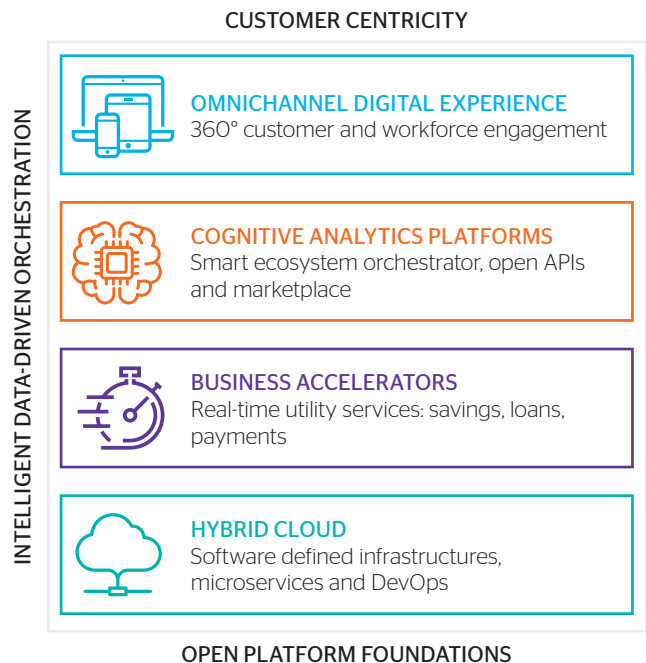 CUSTOMER CENTRICITY
INTELLIGENT DATA-DRIVEN ORCHESTRATION
OMNICHANNEL DIGITAL EXPERIENCE
360° customer and workforce engagement
COGNITIVE ANALYTICS PLATFORMS
Smart ecosystem orchestrator, open APIs
and marketplace
BUSINESS ACCELERATORS
Real-time utility services: savings, loans,
payments
HYBRID CLOUD
Software defined infrastructures,
microservices and DevOps
OPEN PLATFORM FOUNDATIONS